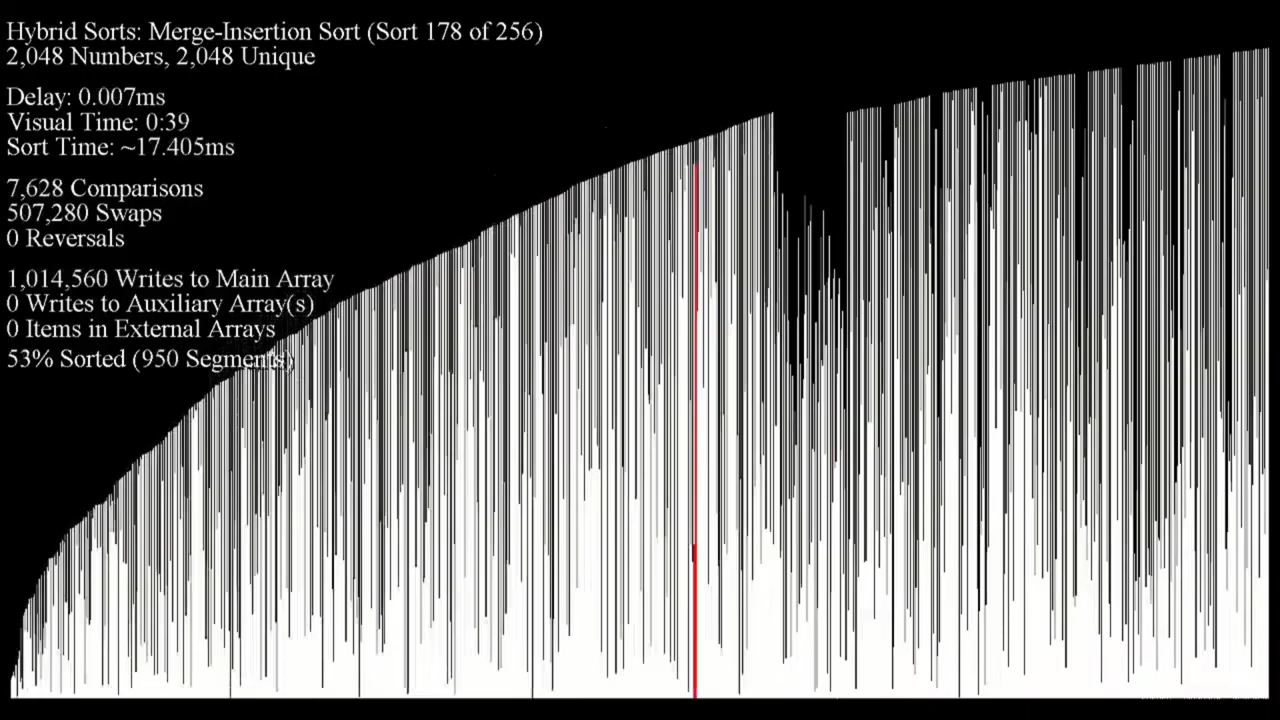 Hybrid Sorts: Merge-Insertion Sort (Sort 178 of 256)
2,048 Numbers, 2,048 Unique
Delay: 0.007ms
Visual Time: 0:39
Sort Time: ~17.405ms
7,628 Comparisons
507,280 Swaps
0 Reversals
1,014,560 Writes to Main Array
0 Writes to Auxiliary Array(s)
0 Items in External Arrays
53% Sorted (950 Segments)